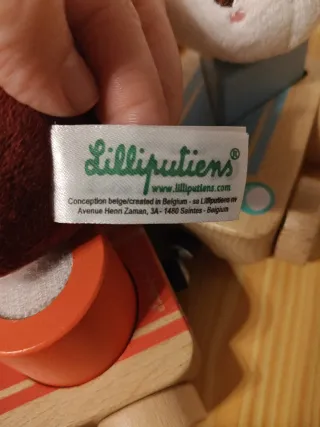 Lilliputiens®
www.lilliputiens.com
Conception belge/created in Belgium - sa Lilliputiens nv
Avenue Henri Zaman, 3A- 1480 Saintes - Belgium